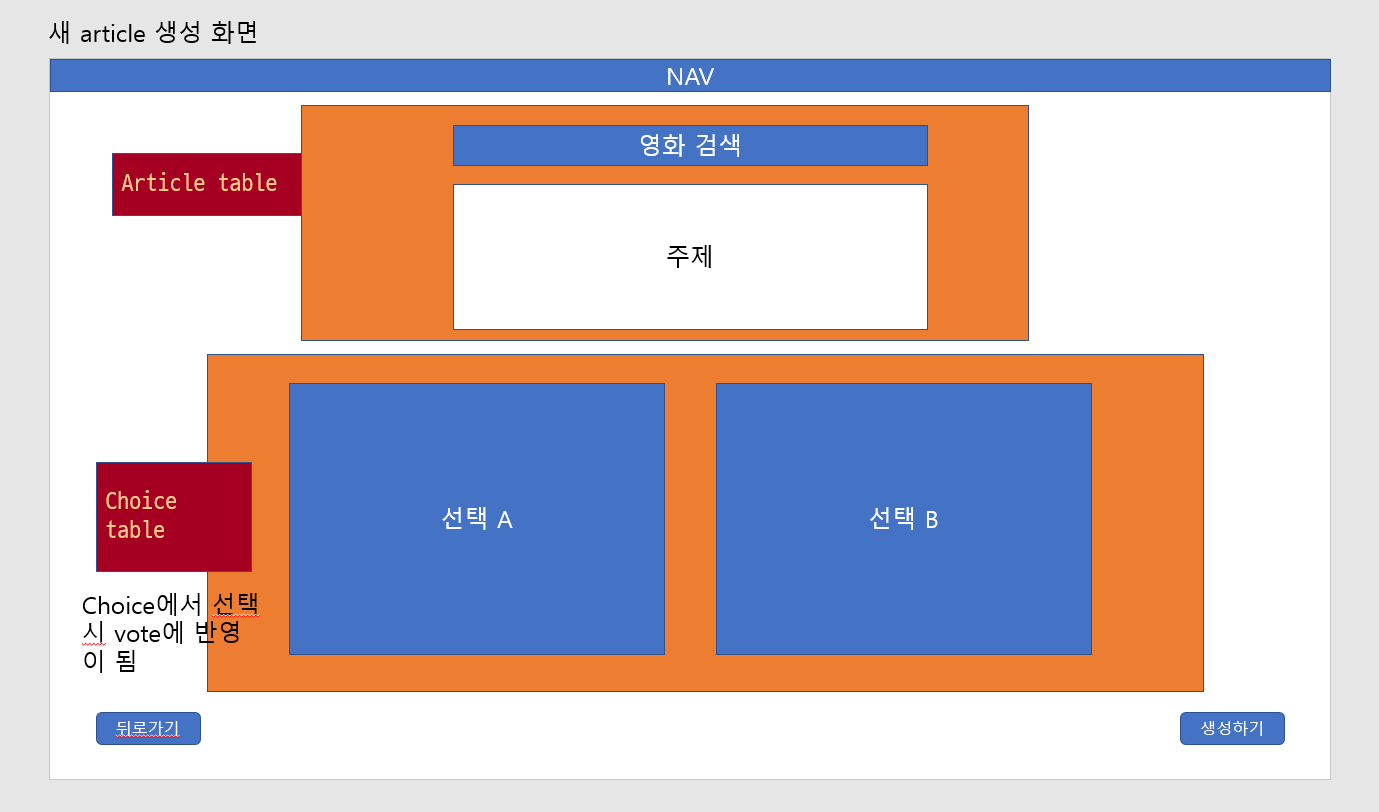 새 article 생성 화면
NAV
영화 검색
Article table
주제
선택 A
선택 B
Choice
table
Choice에서 선택
시 vote에 반영
이 됨
뒤로가기
생성하기